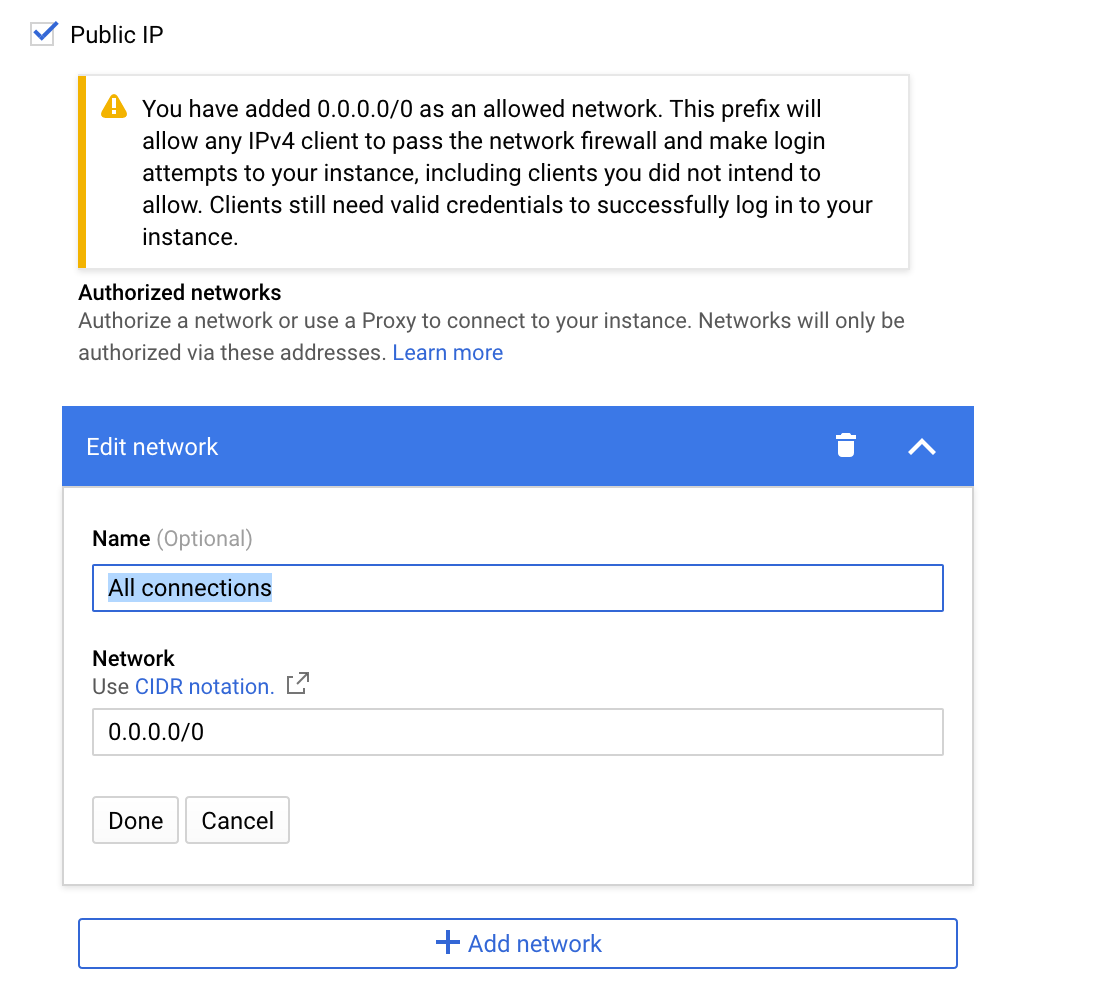 Public IP
You have added 0.0.0.0/0 as an allowed network. This prefix will
allow any IPv4 client to pass the network firewall and make login
attempts to your instance, including clients you did not intend to
allow. Clients still need valid credentials to successfully log in to your
instance.
Authorized networks
Authorize a network or use a Proxy to connect to your instance. Networks will only be
authorized via these addresses. Learn more
Edit network
Name (Optional)
All connections
Network
Use CIDR notation.
0.0.0.0/0
Done Cancel
Add network